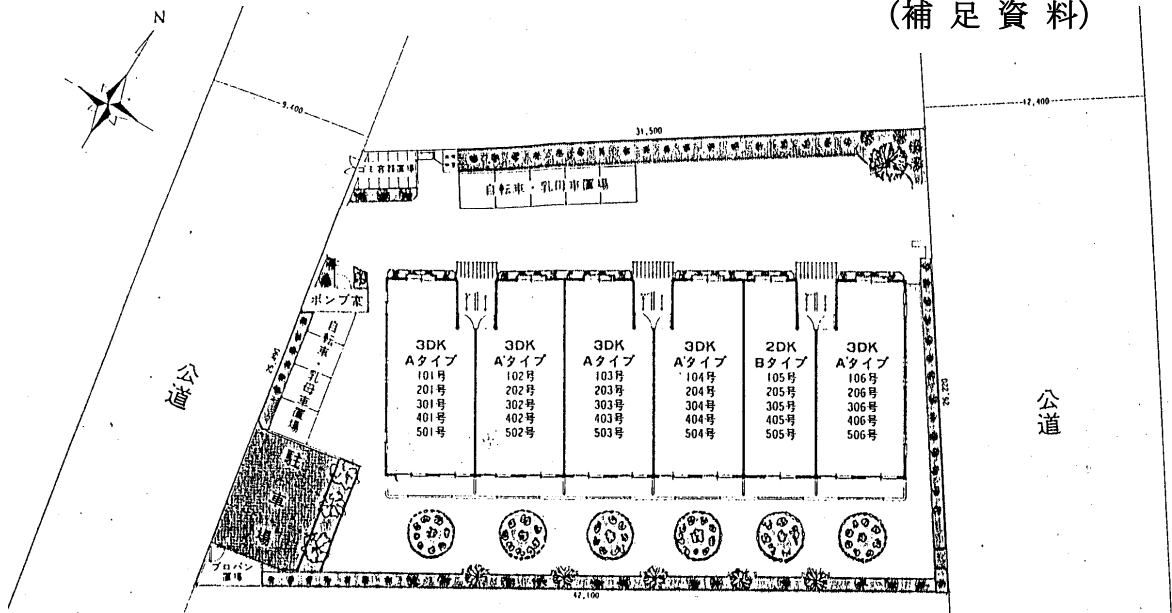 (補足資料)
N
9,400
12,400
31,500
ゴミ容器置場
自転車・乳母車置場
ポンプ室
自転車・乳母車置場
公道
公道
3DK
Aタイプ
101号
201号
301号
401号
501号
3DK
A'タイプ
102号
202号
302号
402号
502号
3DK
Aタイプ
103号
203号
303号
403号
503号
3DK
A'タイプ
104号
204号
304号
404号
504号
2DK
Bタイプ
105号
205号
305号
405号
505号
3DK
A'タイプ
106号
206号
306号
406号
506号
26,220
駐車場
プロパン
置場
42,100